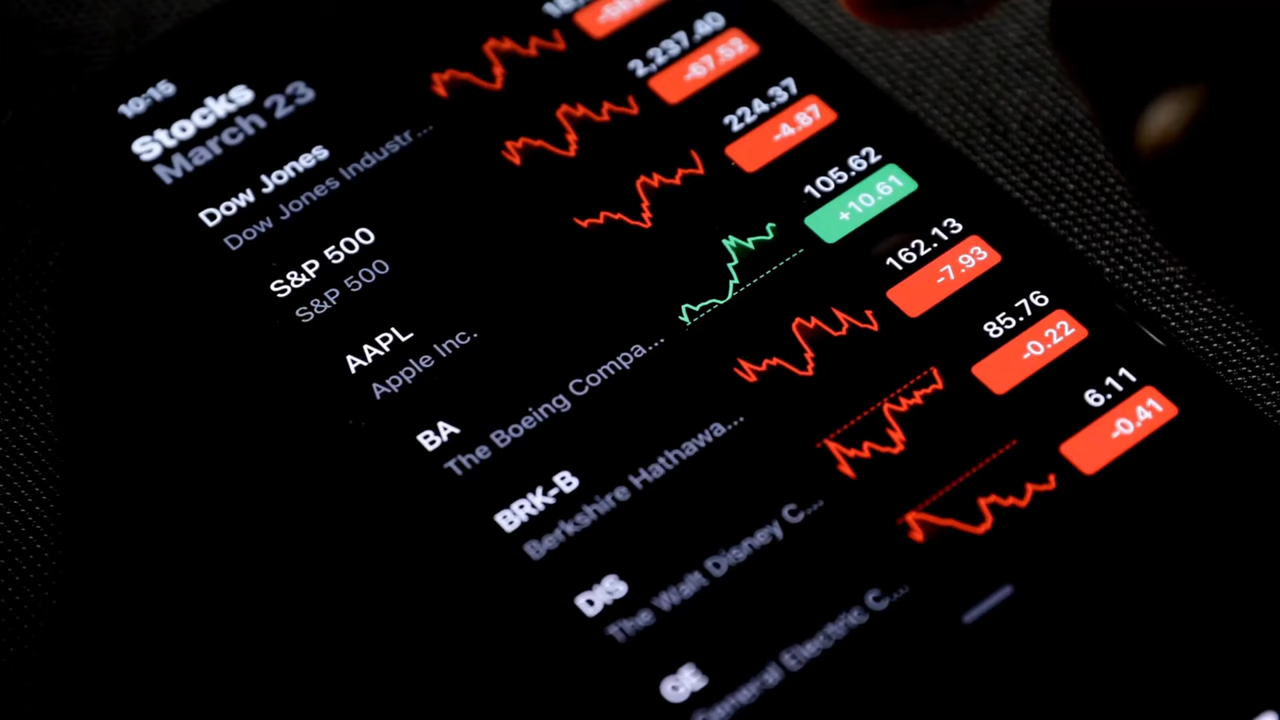 10:15
Stocks
March 23
Dow Jones
Dow Jones Industr...
S&P 500
S&P 500
2,237.40
-67.52
AAPL
Apple Inc.
224.37
-4.87
BA
The Boeing Compa...
105.62
+10.61
BRK-B
Berkshire Hathawa...
162.13
-7.93
DIS
The Walt Disney C...
85.76
-0.22
GE
General Electric C...
6.11
-0.41